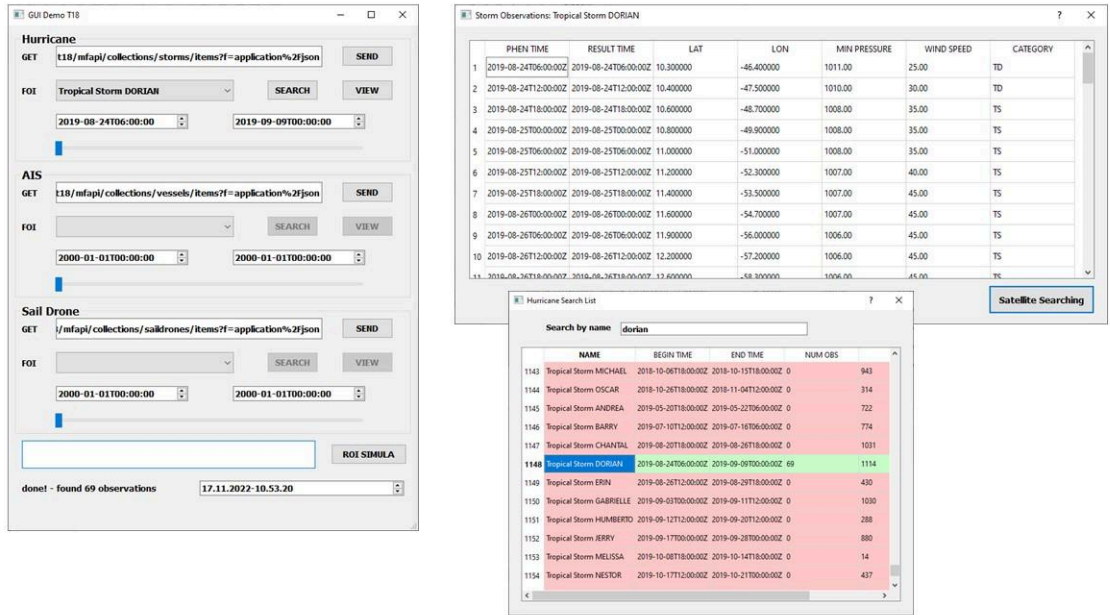 GUI Demo T18
Hurricane
GET t18/mfapi/collections/storms/items?f=application%2Fjson SEND
FOI Tropical Storm DORIAN SEARCH VIEW
2019-08-24T06:00:00 2019-09-09T00:00:00
AIS
GET t18/mfapi/collections/vessels/items?f=application%2Fjson SEND
FOI SEARCH VIEW
2000-01-01T00:00:00 2000-01-01T00:00:00
Sail Drone
GET /mfapi/collections/saildrones/items?f=application%2Fjson SEND
FOI SEARCH VIEW
2000-01-01T00:00:00 2000-01-01T00:00:00
ROI SIMULA
done! - found 69 observations 17.11.2022-10.53.20
Storm Observations: Tropical Storm DORIAN ?
PHEN TIME RESULT TIME LAT LON MIN PRESSURE WIND SPEED CATEGORY
1 2019-08-24T06:00:00Z 2019-08-24T06:00:00Z 10.300000 -46.400000 1011.00 25.00 TD
2 2019-08-24T12:00:00Z 2019-08-24T12:00:00Z 10.400000 -47.500000 1010.00 30.00 TD
3 2019-08-24T18:00:00Z 2019-08-24T18:00:00Z 10.600000 -48.700000 1008.00 35.00 TS
4 2019-08-25T00:00:00Z 2019-08-25T00:00:00Z 10.800000 -49.900000 1008.00 35.00 TS
5 2019-08-25T06:00:00Z 2019-08-25T06:00:00Z 11.000000 -51.000000 1008.00 35.00 TS
6 2019-08-25T12:00:00Z 2019-08-25T12:00:00Z 11.200000 -52.300000 1007.00 40.00 TS
7 2019-08-25T18:00:00Z 2019-08-25T18:00:00Z 11.400000 -53.500000 1007.00 45.00 TS
8 2019-08-26T00:00:00Z 2019-08-26T00:00:00Z 11.600000 -54.700000 1007.00 45.00 TS
9 2019-08-26T06:00:00Z 2019-08-26T06:00:00Z 11.900000 -56.000000 1006.00 45.00 TS
10 2019-08-26T12:00:00Z 2019-08-26T12:00:00Z 12.200000 -57.200000 1006.00 45.00 TS
11 2019-08-26T18:00:00Z 2019-08-26T18:00:00Z 12.600000 -58.300000 1006.00 45.00 TS
Satellite Searching
Hurricane Search List ?
Search by name dorian
NAME BEGIN TIME END TIME NUM OBS
1143 Tropical Storm MICHAEL 2018-10-06T18:00:00Z 2018-10-15T18:00:00Z 0 943
1144 Tropical Storm OSCAR 2018-10-26T18:00:00Z 2018-11-04T12:00:00Z 0 314
1145 Tropical Storm ANDREA 2019-05-20T18:00:00Z 2019-05-22T06:00:00Z 0 722
1146 Tropical Storm BARRY 2019-07-10T12:00:00Z 2019-07-16T06:00:00Z 0 774
1147 Tropical Storm CHANTAL 2019-08-20T18:00:00Z 2019-08-26T18:00:00Z 0 1031
1148 Tropical Storm DORIAN 2019-08-24T06:00:00Z 2019-09-09T00:00:00Z 69 1114
1149 Tropical Storm ERIN 2019-08-26T12:00:00Z 2019-08-29T18:00:00Z 0 430
1150 Tropical Storm GABRIELLE 2019-09-03T00:00:00Z 2019-09-11T12:00:00Z 0 1030
1151 Tropical Storm HUMBERTO 2019-09-12T12:00:00Z 2019-09-20T12:00:00Z 0 288
1152 Tropical Storm JERRY 2019-09-17T00:00:00Z 2019-09-28T00:00:00Z 0 880
1153 Tropical Storm MELISSA 2019-10-08T18:00:00Z 2019-10-14T18:00:00Z 0 14
1154 Tropical Storm NESTOR 2019-10-17T12:00:00Z 2019-10-21T00:00:00Z 0 437